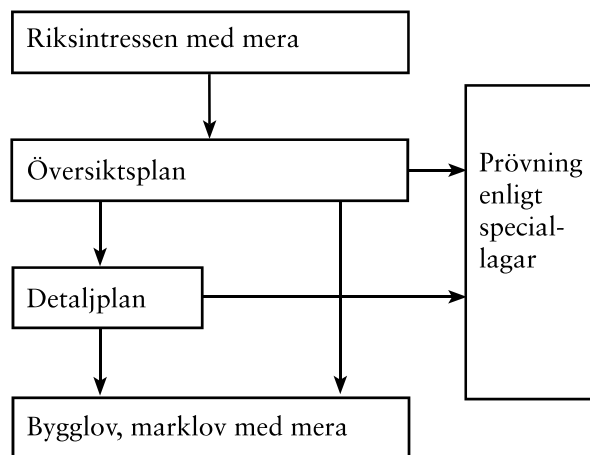 Riksintressen med mera
Översiktsplan
Prövning
enligt
special-
lagar
Detaljplan
Bygglov, marklov med mera